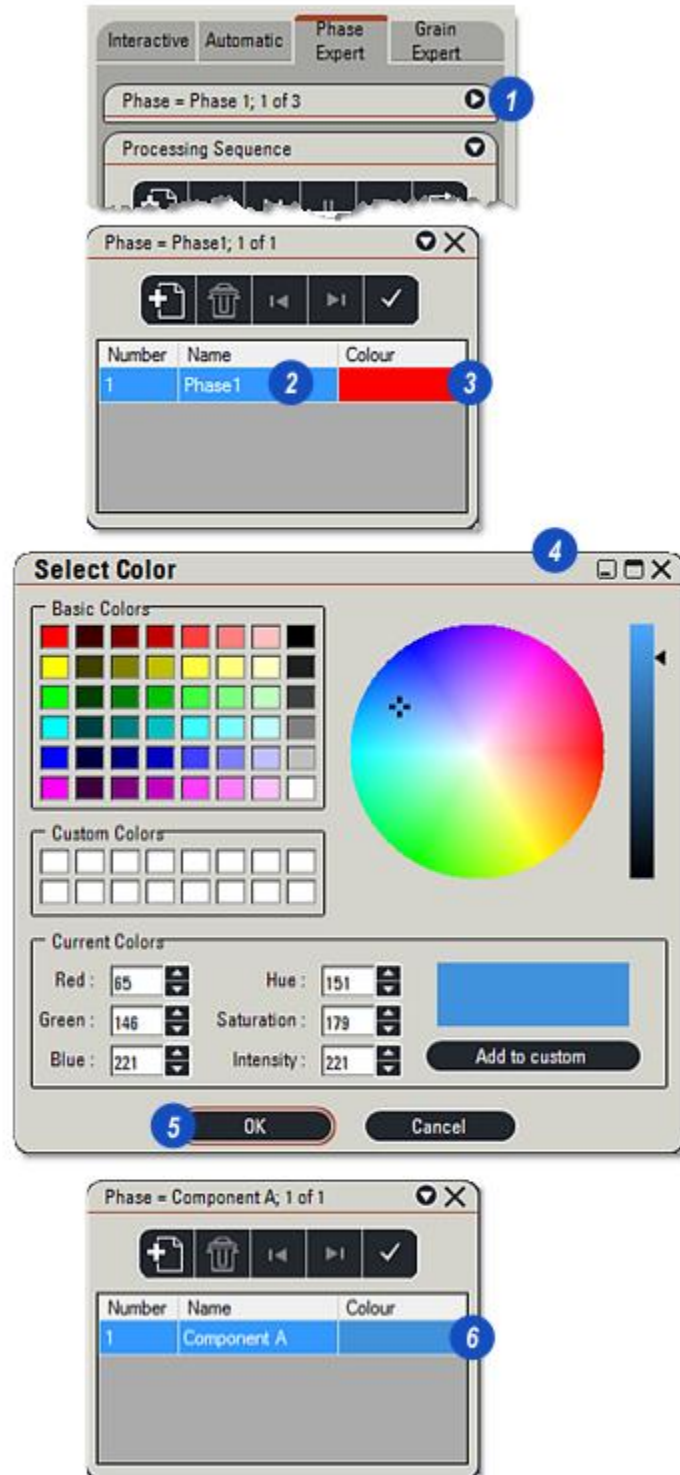 Interactive Automatic Phase Expert Grain Expert
Phase = Phase 1; 1 of 3
1
Processing Sequence
Phase = Phase1; 1 of 1
Number Name Colour
1 Phase1
2
3
4
Select Color
Basic Colors
Custom Colors
Current Colors
Red : 65 Hue : 151
Green : 146 Saturation : 179
Blue : 221 Intensity : 221
Add to custom
5
OK Cancel
Phase = Component A; 1 of 1
Number Name Colour
1 Component A
6